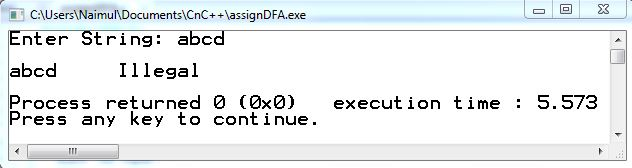 C:\Users\Naimul\Documents\CnC++\assignDFA.exe
Enter String: abcd
abcd Illegal
Process returned 0 (0x0) execution time : 5.573
Press any key to continue.